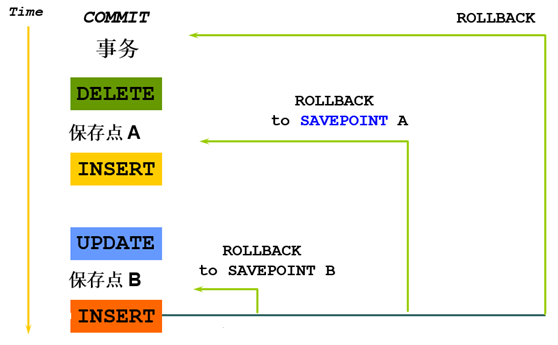 Time
COMMIT
ROLLBACK
事务
DELETE
ROLLBACK
to SAVEPOINT A
保存点 A
INSERT
UPDATE
ROLLBACK
to SAVEPOINT B
保存点 B
INSERT